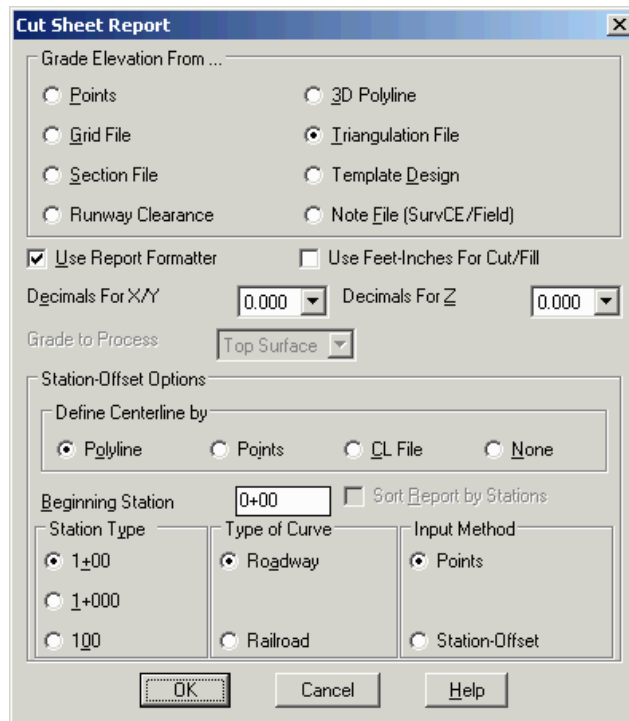 Cut Sheet Report
Grade Elevation From ...
Points
3D Polyline
Grid File
Triangulation File
Section File
Template Design
Runway Clearance
Note File (SurvCE/Field)
Use Report Formatter
Use Feet-Inches For Cut/Fill
Decimals For X/Y
0.000
Decimals For Z
0.000
Grade to Process
Top Surface
Station-Offset Options
Define Centerline by
Polyline
Points
CL File
None
Beginning Station
0+00
Sort Report by Stations
Station Type
Type of Curve
Input Method
1+00
Roadway
Points
1+000
100
Railroad
Station-Offset
OK
Cancel
Help